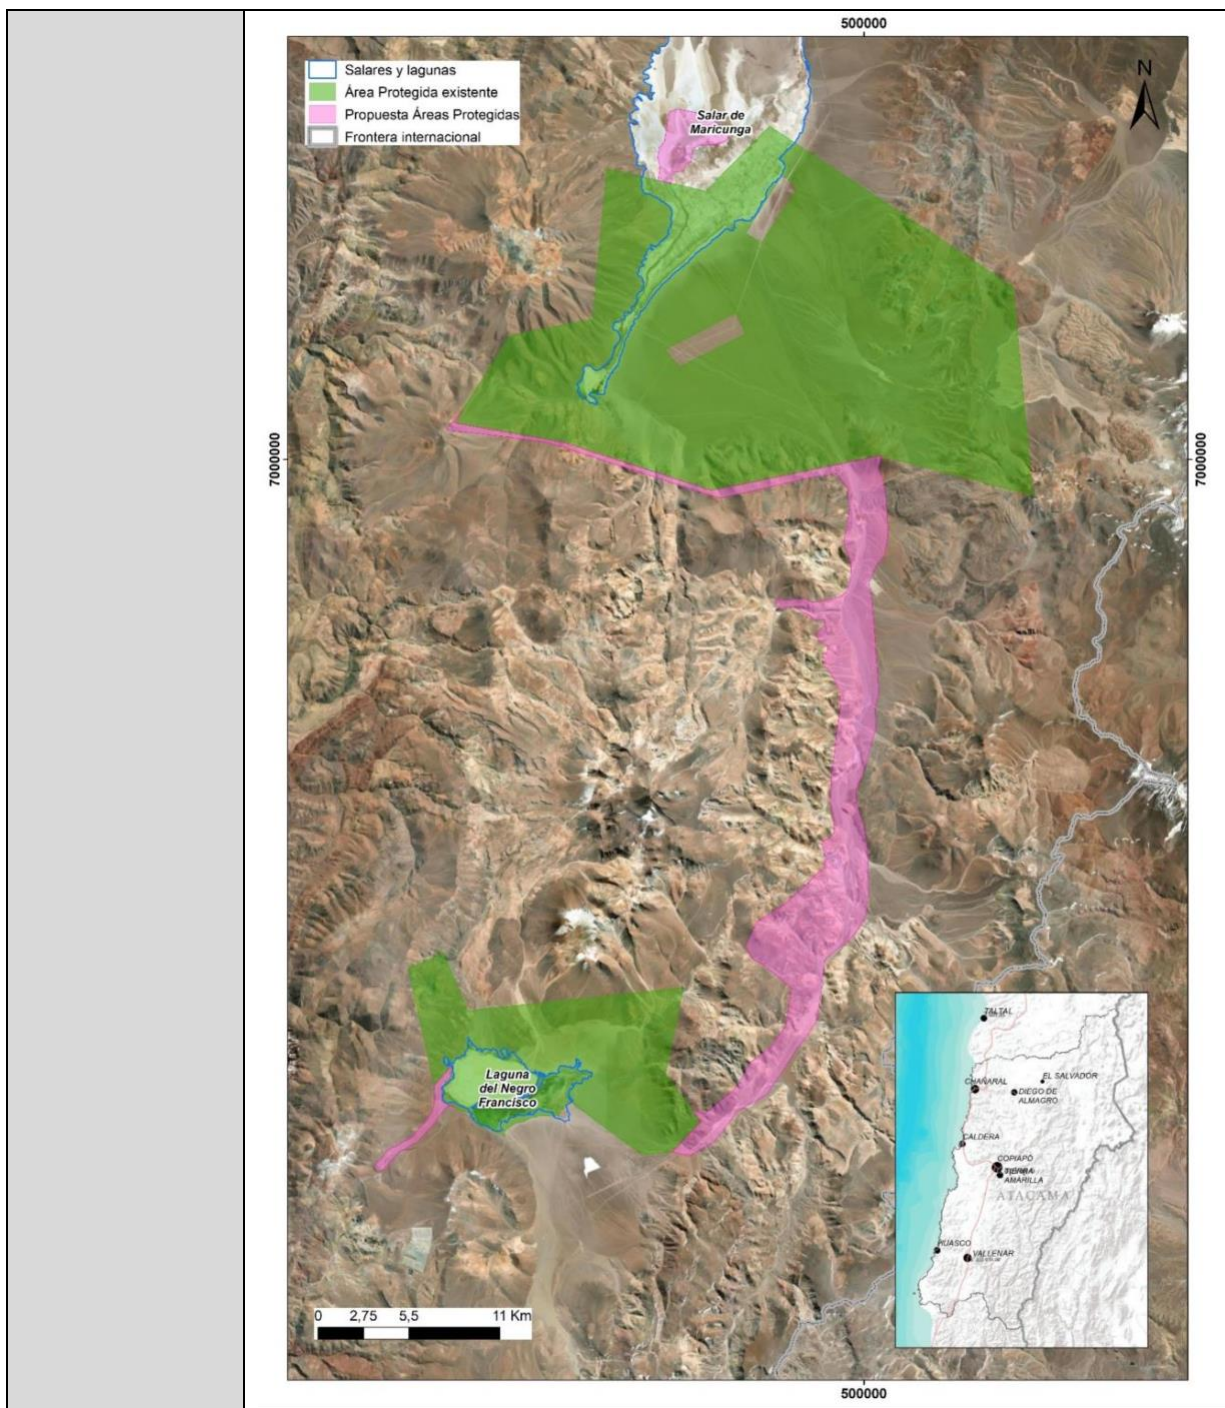 500000
Salares y lagunas
Área Protegida existente
Propuesta Áreas Protegidas
Frontera internacional
N
Salar de
Maricunga
7000000
7000000
Laguna
del Negro
Francisco
TALTAL
CHAÑARAL
EL SALVADOR
DIEGO DE
ALMAGRO
CALDERA
COPIAPÓ
TIERRA
AMARILLA
ATACAMA
HUASCO
VALLENAR
0 2,75 5,5 11 Km
500000